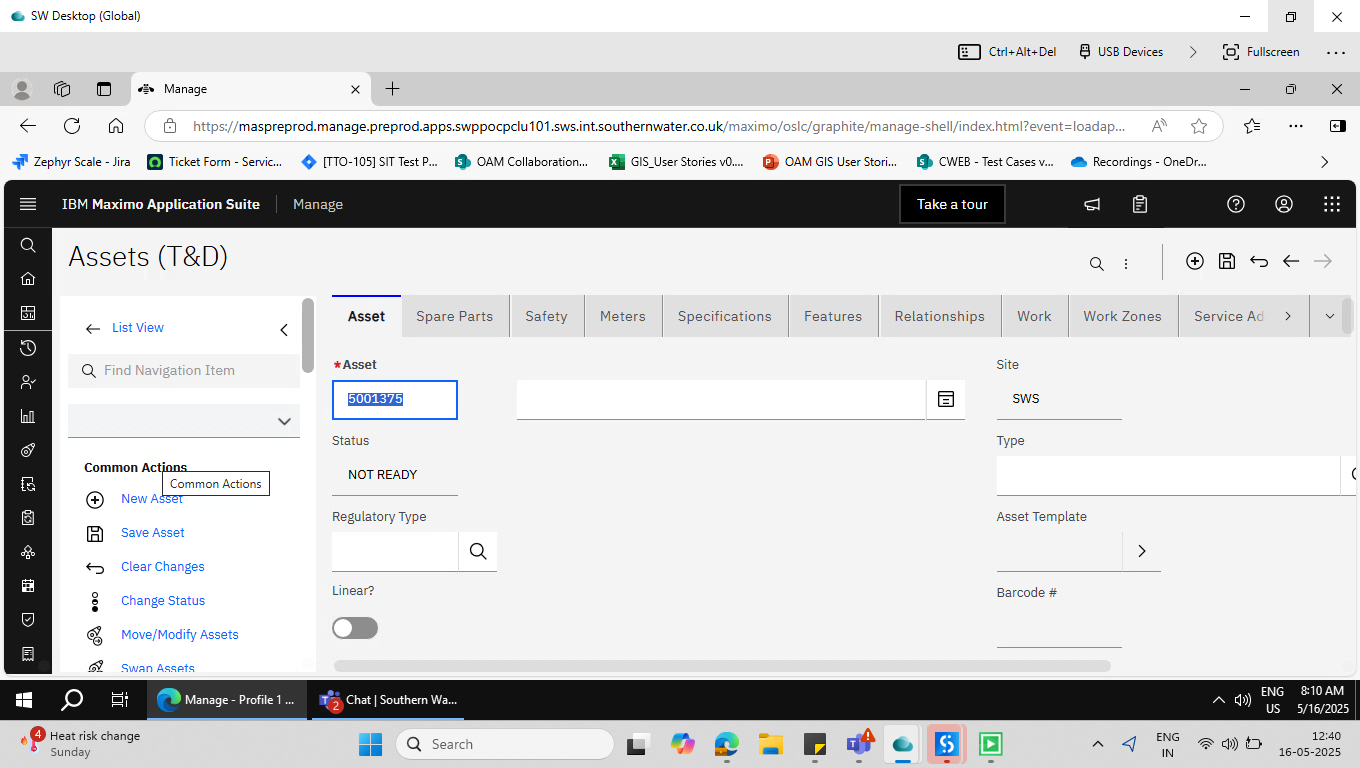 SW Desktop (Global)
Ctrl+Alt+Del
USB Devices
Fullscreen
Manage
https://maspreprod.manage.preprod.apps.swppocpclu101.sws.int.southernwater.co.uk/maximo/oslc/graphite/manage-shell/index.html?event=loadap...
Zephyr Scale - Jira
Ticket Form - Servic...
[TTO-105] SIT Test P...
OAM Collaboration...
GIS_User Stories v0....
OAM GIS User Stori...
CWEB - Test Cases v...
Recordings - OneDr...
IBM Maximo Application Suite
Manage
Take a tour
Assets (T&D)
List View
Find Navigation Item
Common Actions
Common Actions
New Asset
Save Asset
Clear Changes
Change Status
Move/Modify Assets
Swap Assets
Asset
Spare Parts
Safety
Meters
Specifications
Features
Relationships
Work
Work Zones
Service Ad
*Asset
5001375
Site
SWS
Status
NOT READY
Type
Regulatory Type
Asset Template
Linear?
Barcode #
Manage - Profile 1 ...
2
Chat | Southern Wa...
ENG
US
8:10 AM
5/16/2025
4
Heat risk change
Sunday
Search
ENG
IN
12:40
16-05-2025